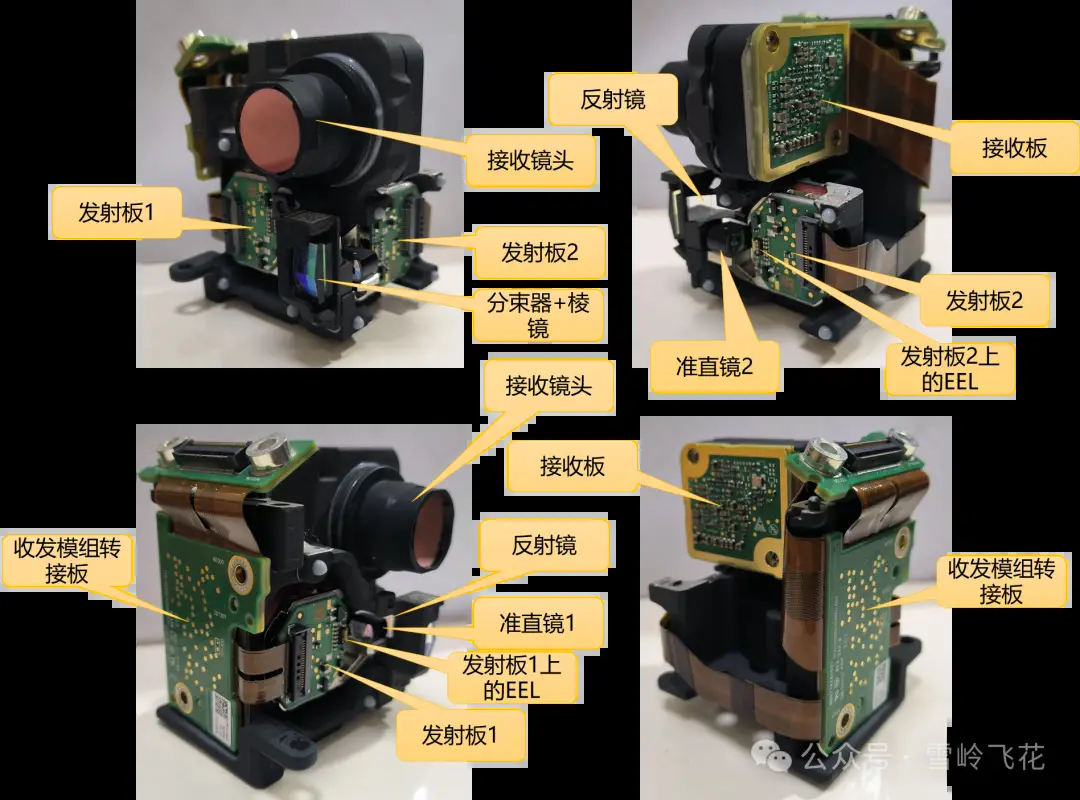 接收镜头
发射板1
发射板2
分束器+棱
镜
反射镜
接收板
发射板2
准直镜2
发射板2上
的EEL
接收镜头
收发模组转
接板
反射镜
准直镜1
发射板1上
的EEL
发射板1
接收板
收发模组转
接板
公众号·雪岭飞花